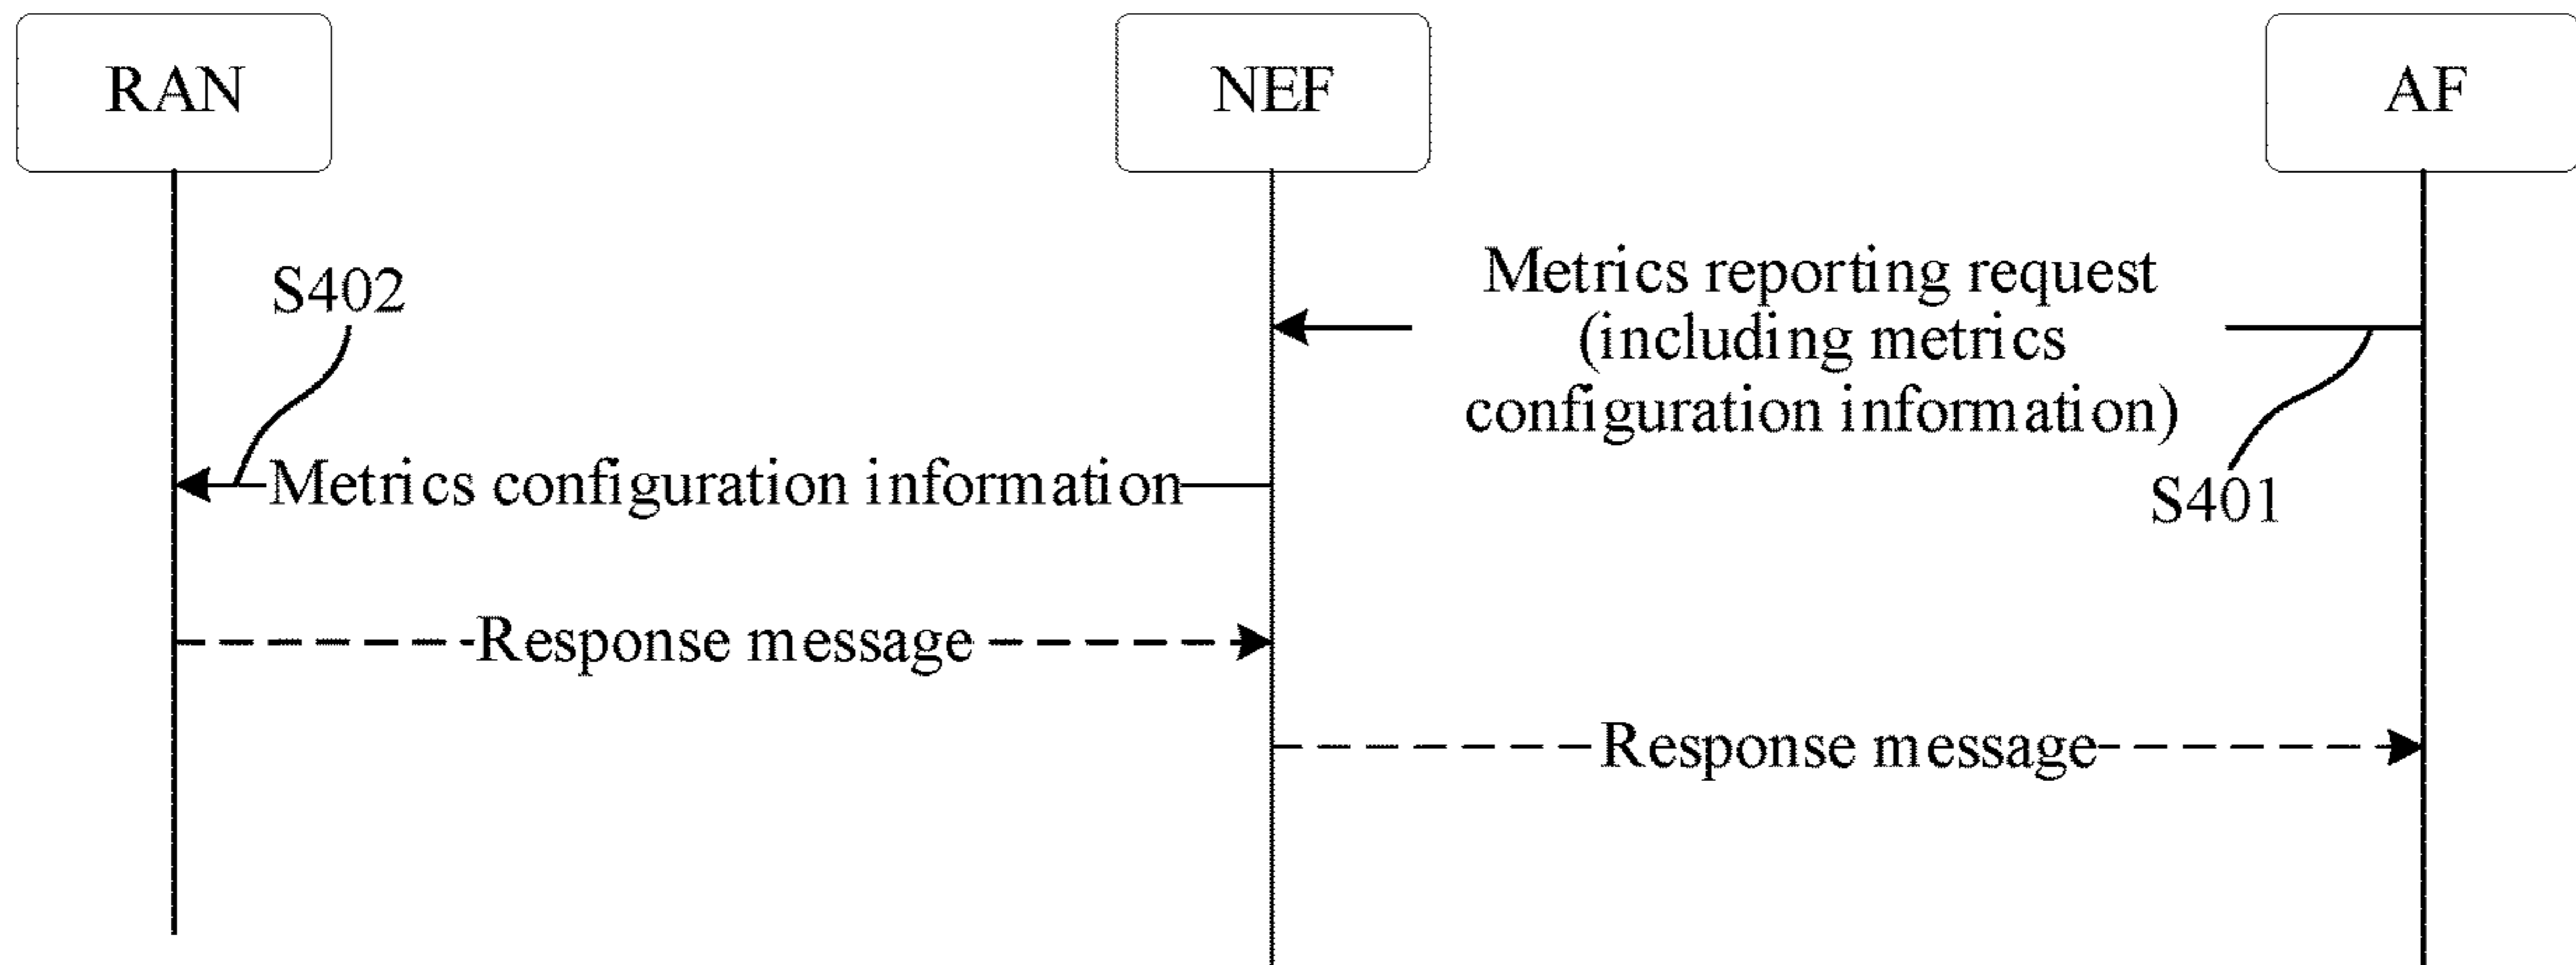 RAN
NEF
AF
S402
Metrics reporting request
(including metrics
configuration information)
S401
Metrics configuration information
Response message
Response message